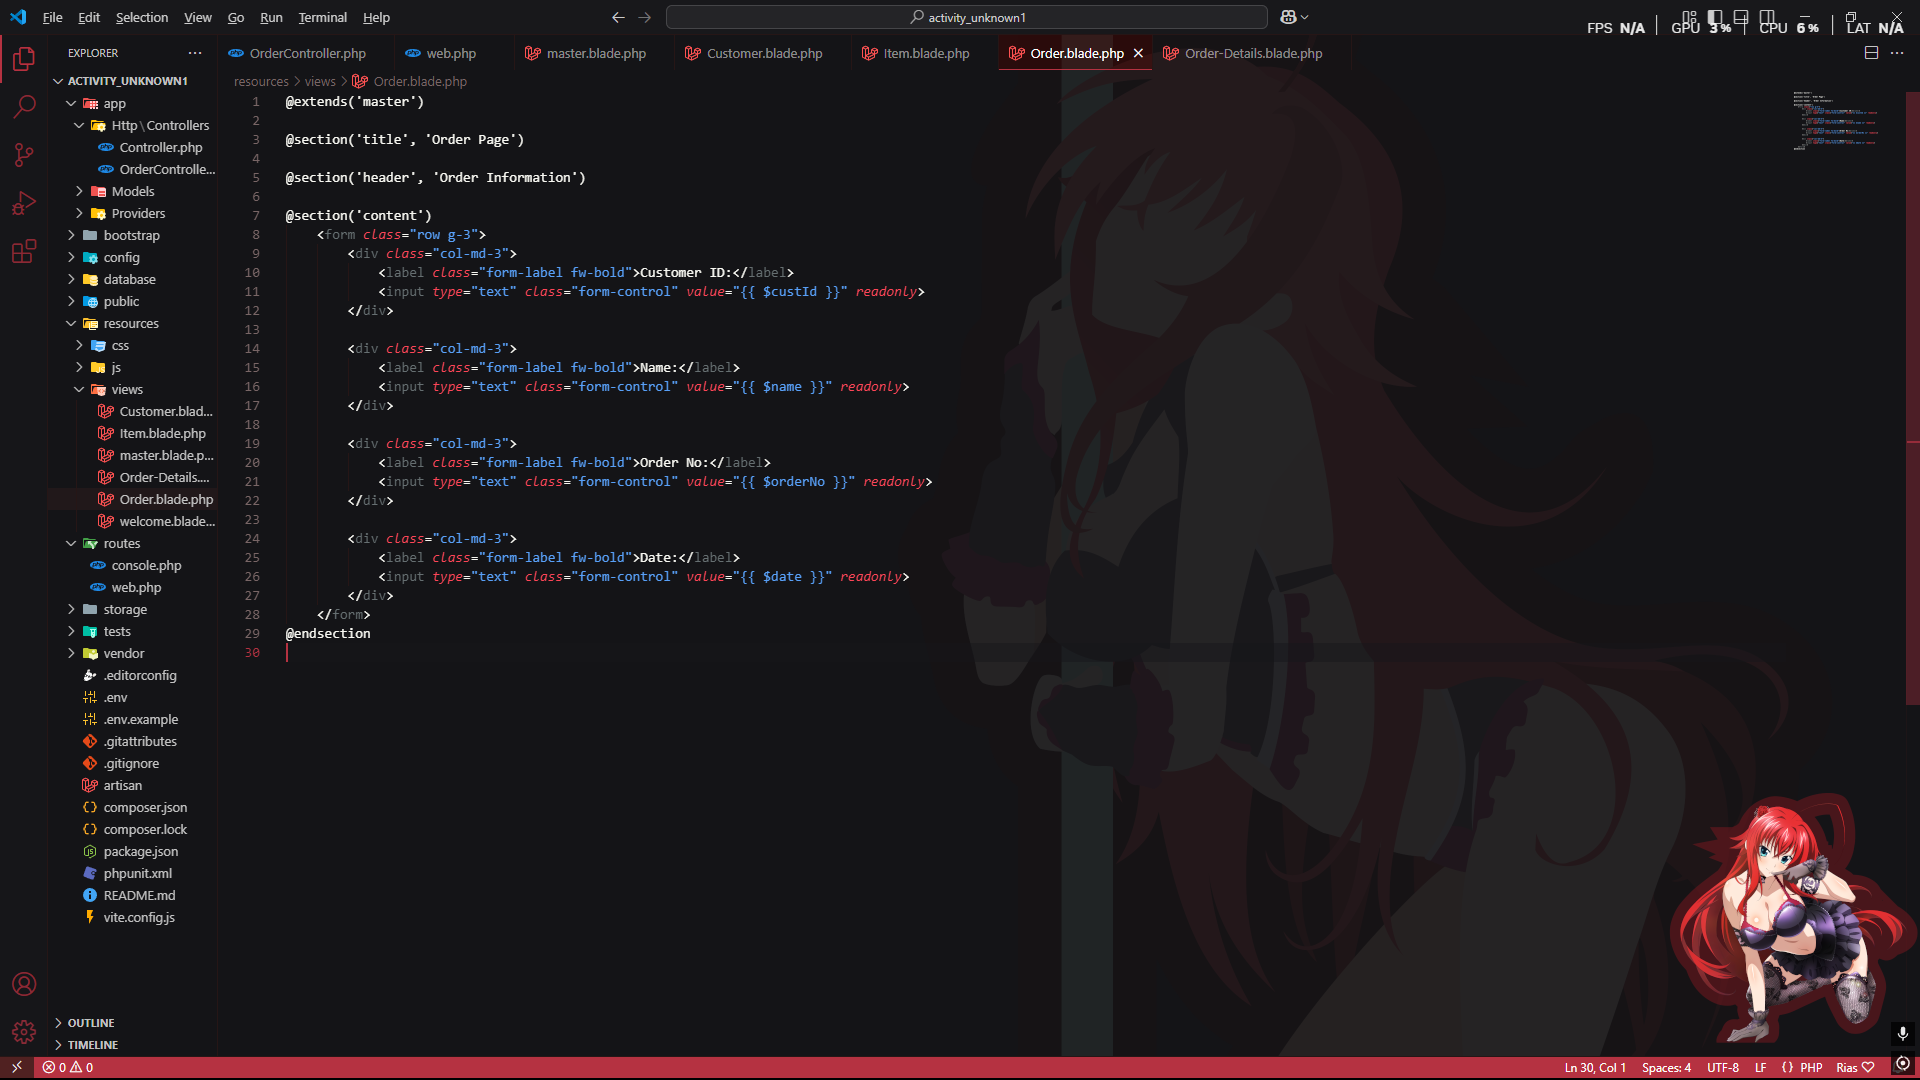 File Edit Selection View Go Run Terminal Help
activity_unknown1
FPS N/A GPU 3 % CPU 6 % LAT N/A
EXPLORER
OrderController.php
web.php
master.blade.php
Customer.blade.php
Item.blade.php
Order.blade.php
Order-Details.blade.php
resources > views > Order.blade.php
ACTIVITY_UNKNOWN1
app
Http \ Controllers
Controller.php
OrderControlle...
Models
Providers
bootstrap
config
database
public
resources
css
js
views
Customer.blad...
Item.blade.php
master.blade.p...
Order-Details....
Order.blade.php
welcome.blade...
routes
console.php
web.php
storage
tests
vendor
.editorconfig
.env
.env.example
.gitattributes
.gitignore
artisan
composer.json
composer.lock
package.json
phpunit.xml
README.md
vite.config.js
OUTLINE
TIMELINE
1 @extends('master')
2
3 @section('title', 'Order Page')
4
5 @section('header', 'Order Information')
6
7 @section('content')
8 <form class="row g-3">
9 <div class="col-md-3">
10 <label class="form-label fw-bold">Customer ID:</label>
11 <input type="text" class="form-control" value="{{ $custId }}" readonly>
12 </div>
13
14 <div class="col-md-3">
15 <label class="form-label fw-bold">Name:</label>
16 <input type="text" class="form-control" value="{{ $name }}" readonly>
17 </div>
18
19 <div class="col-md-3">
20 <label class="form-label fw-bold">Order No:</label>
21 <input type="text" class="form-control" value="{{ $orderNo }}" readonly>
22 </div>
23
24 <div class="col-md-3">
25 <label class="form-label fw-bold">Date:</label>
26 <input type="text" class="form-control" value="{{ $date }}" readonly>
27 </div>
28 </form>
29 @endsection
30
0 0
Ln 30, Col 1 Spaces: 4 UTF-8 LF {} PHP Rias